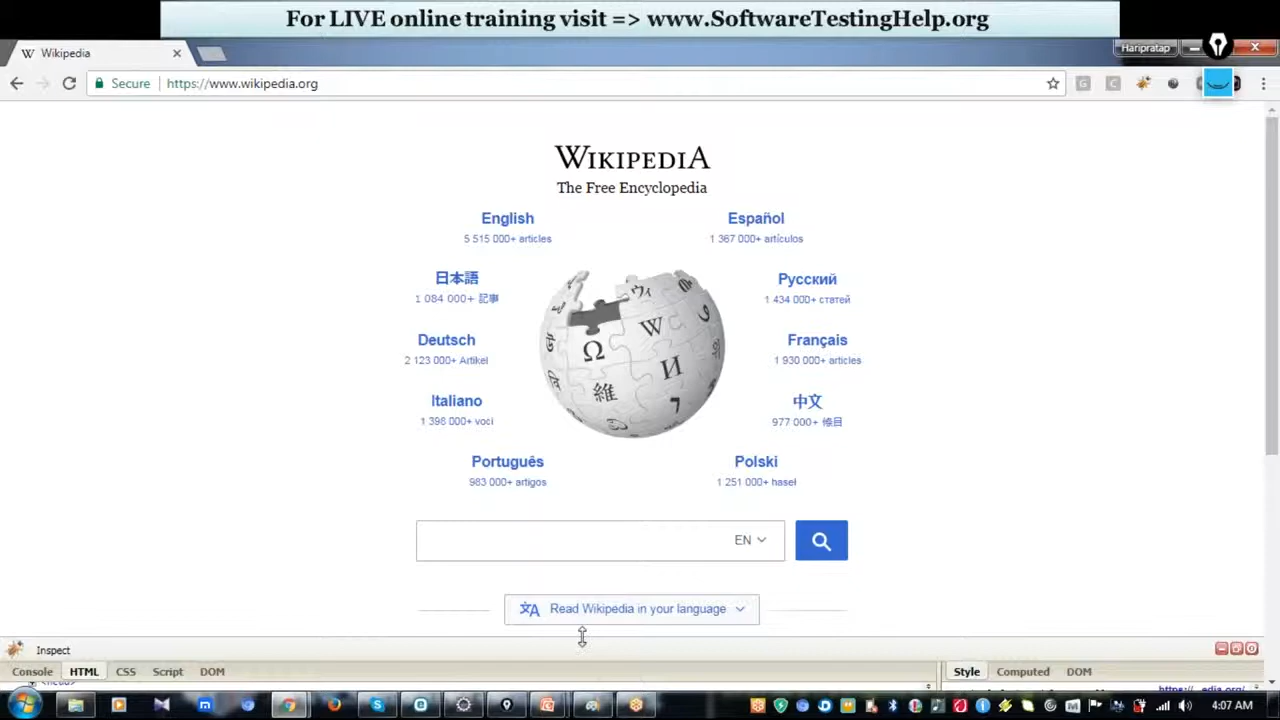 For LIVE online training visit => www.SoftwareTestingHelp.org
Wikipedia
Haripratap
Secure
https://www.wikipedia.org
WIKIPEDIA
The Free Encyclopedia
English
Español
5 515 000+ articles
1 367 000+ artículos
日本語
Русский
1 084 000+ 記事
1 434 000+ статей
Deutsch
Français
2 123 000+ Artikel
1 930 000+ articles
Italiano
中文
1 398 000+ voci
977 000+ 條目
Português
Polski
983 000+ artigos
1 251 000+ haseł
EN
Read Wikipedia in your language
Inspect
Console HTML CSS Script DOM
Style Computed DOM
4:07 AM